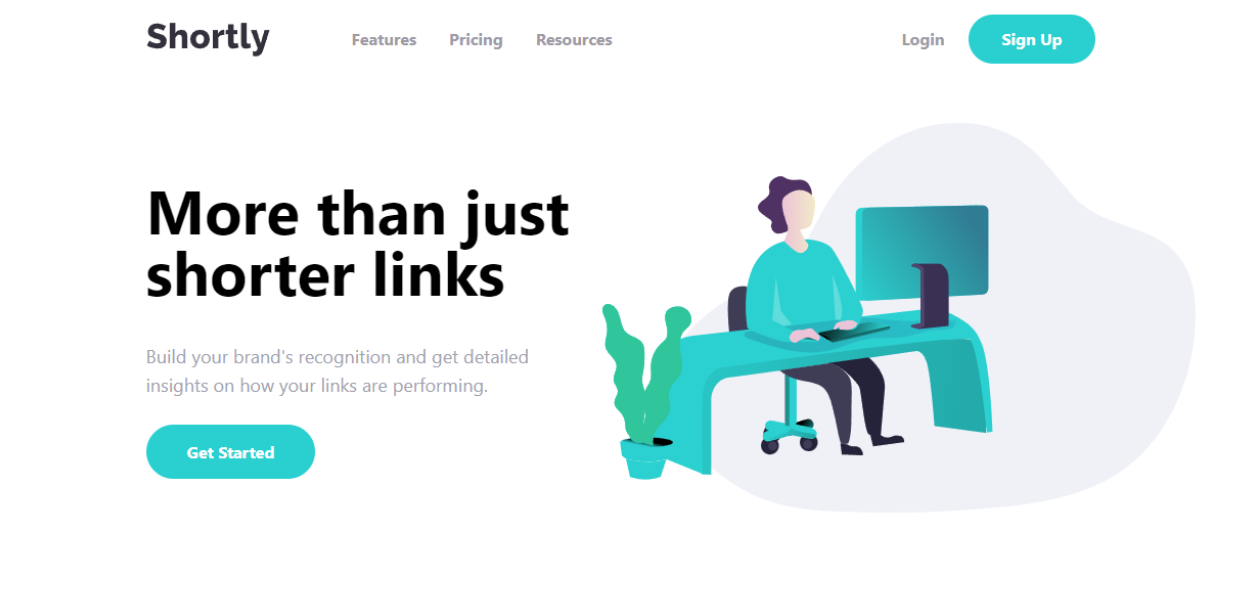 Shortly
Features
Pricing
Resources
Login
Sign Up
More than just
shorter links
Build your brand's recognition and get detailed
insights on how your links are performing.
Get Started